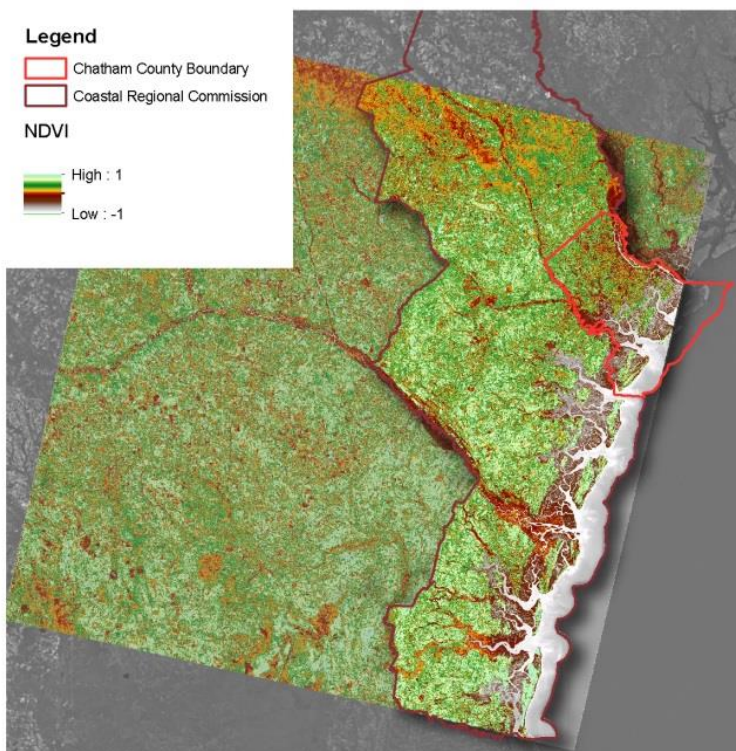 Legend
Chatham County Boundary
Coastal Regional Commission
NDVI
High : 1
Low : -1